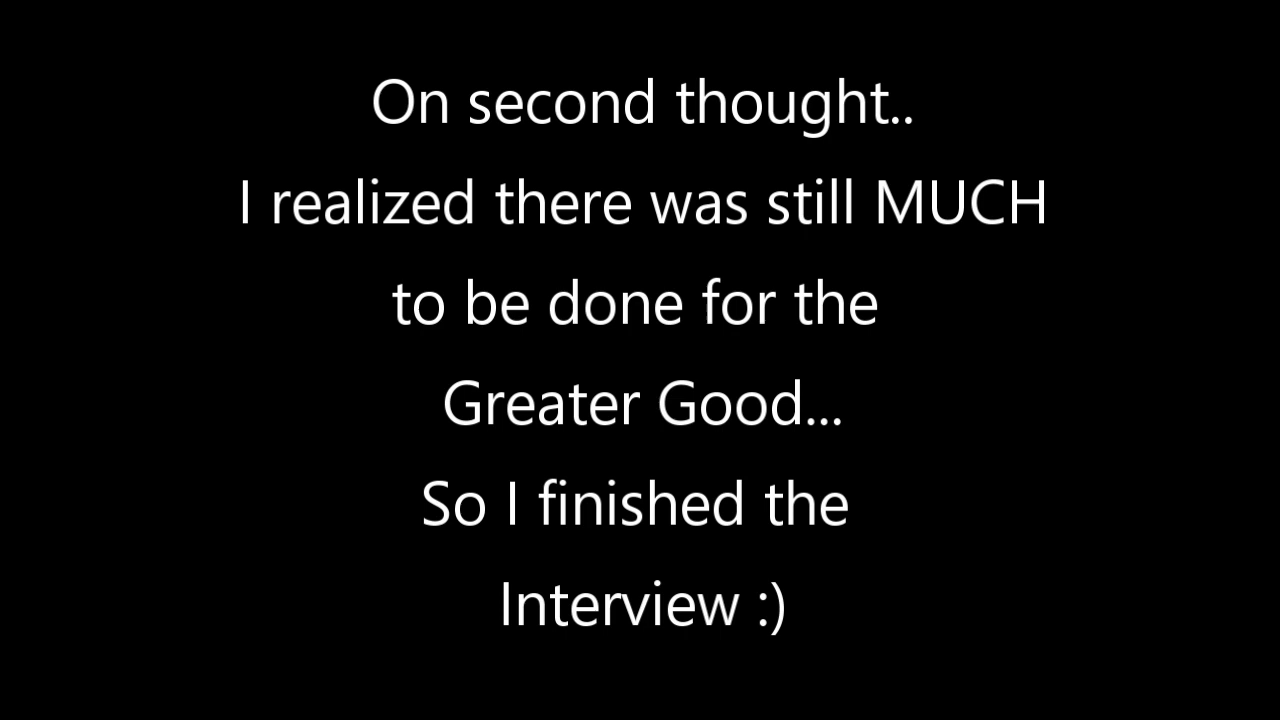 On second thought..
I realized there was still MUCH
to be done for the
Greater Good...
So I finished the
Interview :)